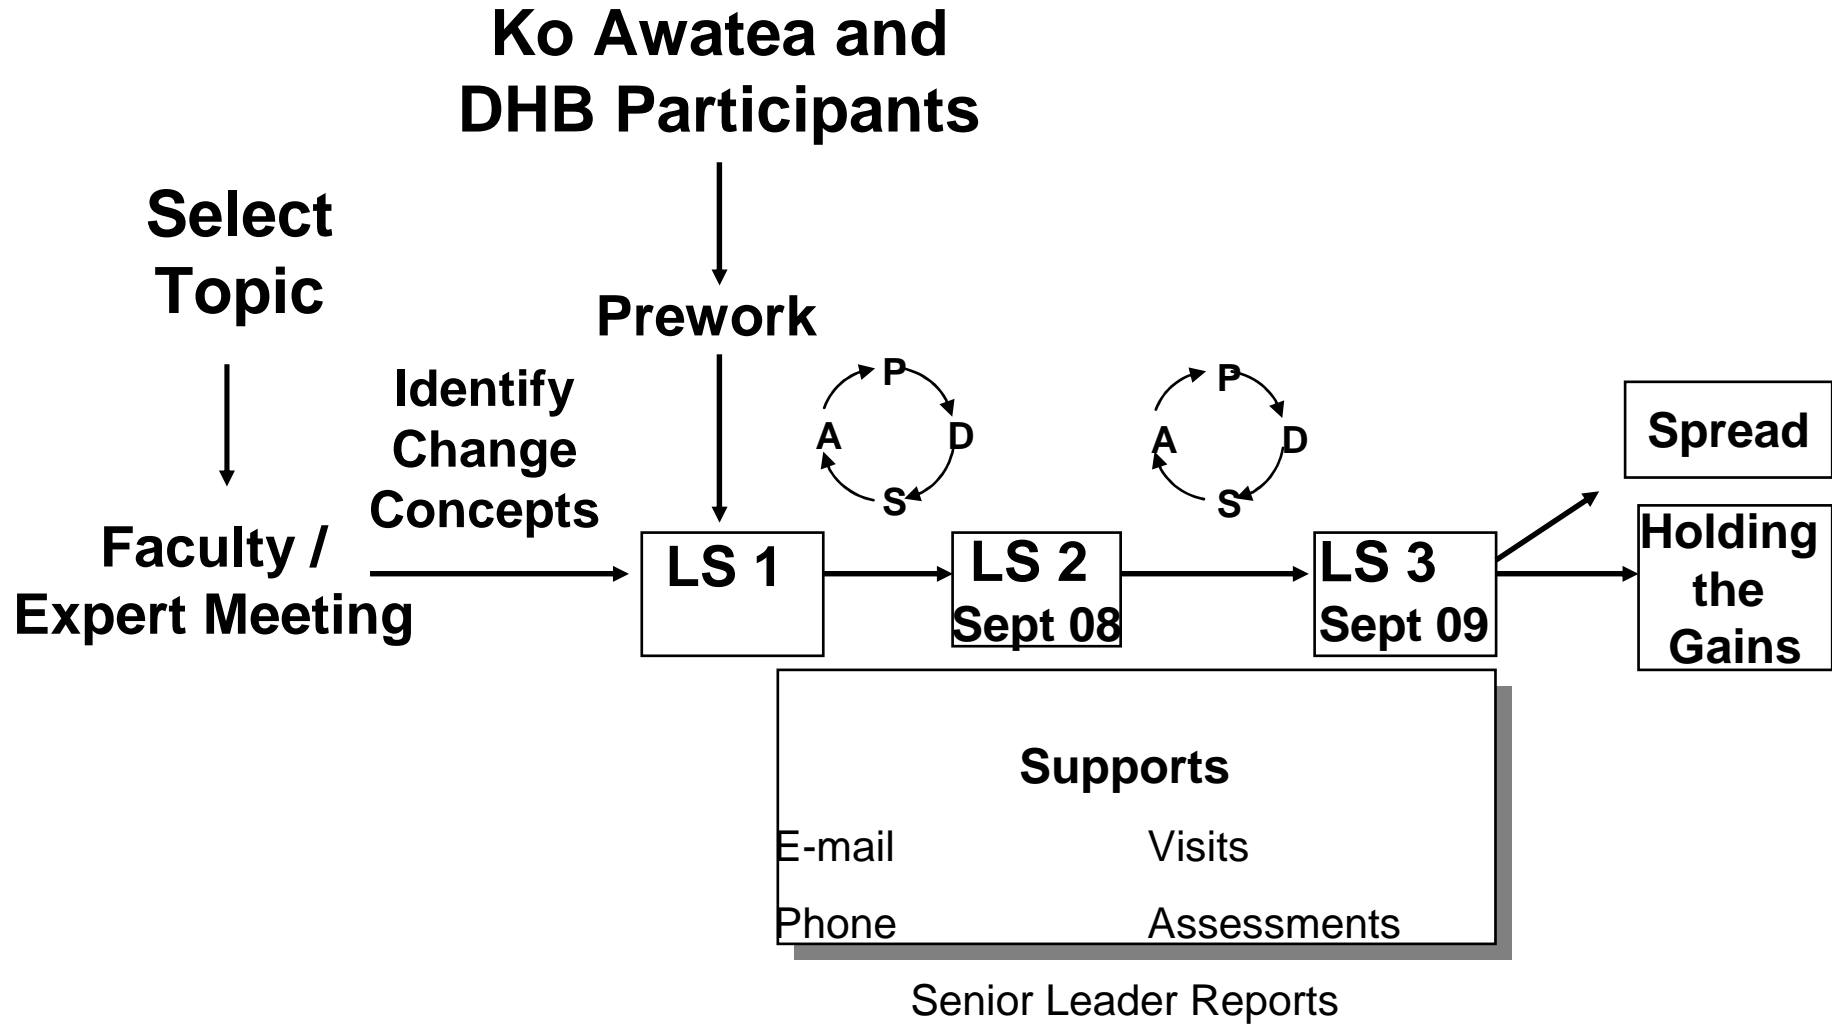 Ko Awatea and
DHB Participants
Select
Topic
Prework
Identify
Change
Concepts
P
A
D
S
P
A
D
S
Faculty /
Expert Meeting
LS 1
LS 2
Sept 08
LS 3
Sept 09
Spread
Holding
the
Gains
Supports
E-mail
Visits
Phone
Assessments
Senior Leader Reports